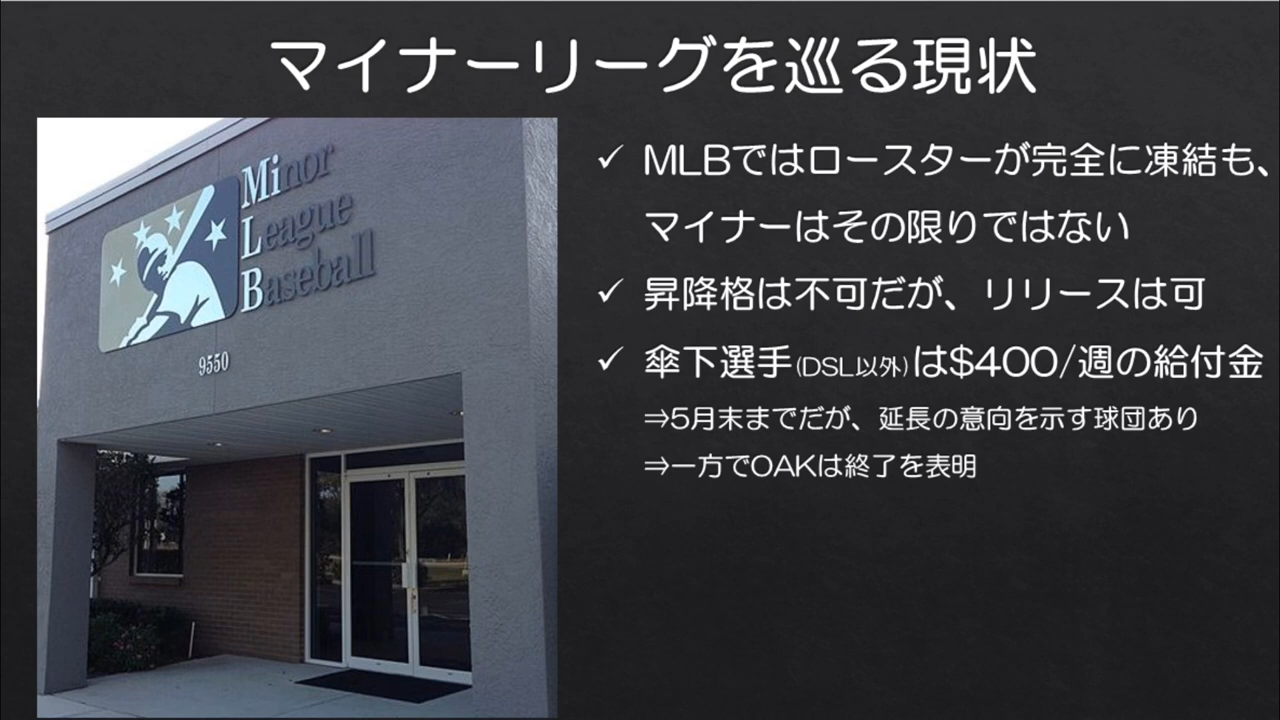 マイナーリーグを巡る現状
Minor
League
Baseball
9550
✓ MLBではロースターが完全に凍結も、
マイナーはその限りではない
✓ 昇降格は不可だが、リリースは可
✓ 傘下選手(DSL以外)は$400/週の給付金
⇒5月末までだが、延長の意向を示す球団あり
⇒一方でOAKは終了を表明